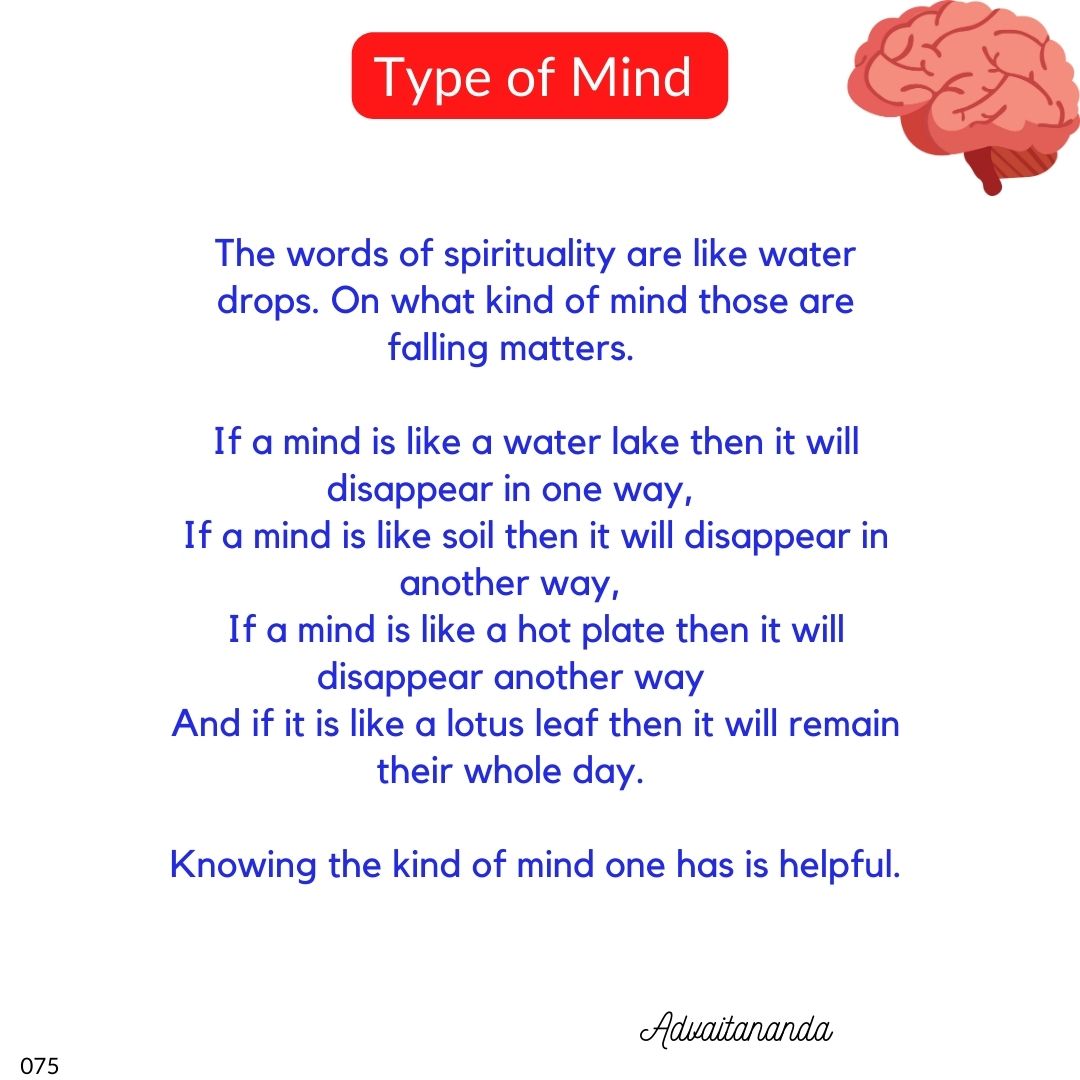 Type of Mind
The words of spirituality are like water
drops. On what kind of mind those are
falling matters.
If a mind is like a water lake then it will
disappear in one way,
If a mind is like soil then it will disappear in
another way,
If a mind is like a hot plate then it will
disappear another way
And if it is like a lotus leaf then it will remain
their whole day.
Knowing the kind of mind one has is helpful.
Advaitananda
075